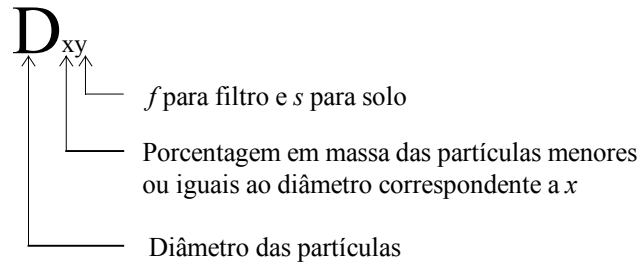 Dxy
f para filtro e s para solo
Porcentagem em massa das partículas menores
ou iguais ao diâmetro correspondente a x
Diâmetro das partículas